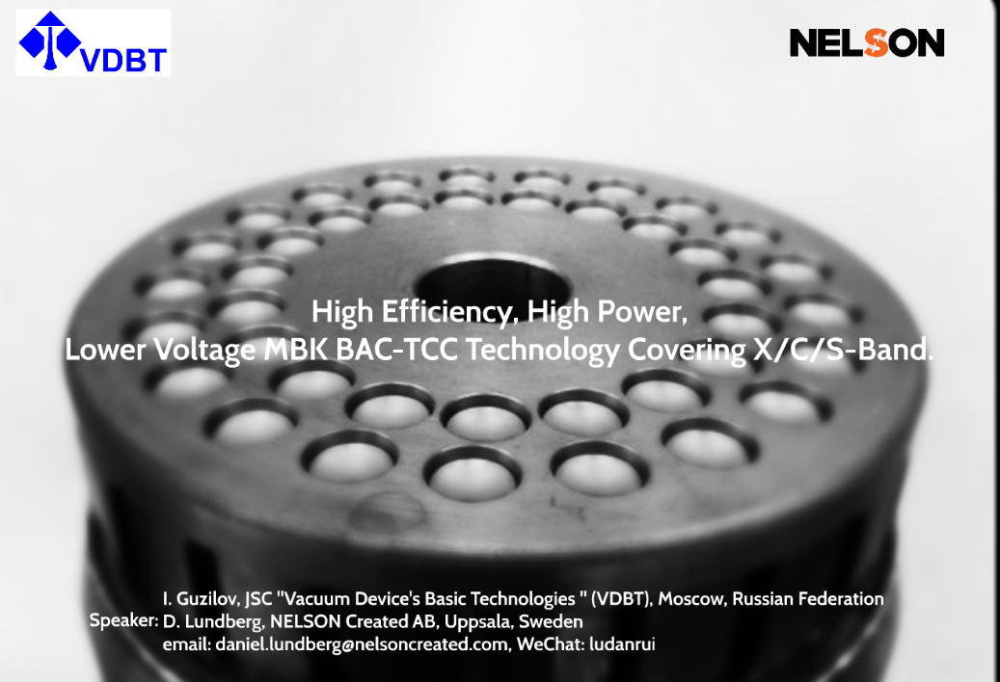 VDBT
NELSON
High Efficiency, High Power,
Lower Voltage MBK BAC-TCC Technology Covering X/C/S-Band.
I. Guzilov, JSC "Vacuum Device's Basic Technologies " (VDBT), Moscow, Russian Federation
Speaker: D. Lundberg, NELSON Created AB, Uppsala, Sweden
email: daniel.lundberg@nelsoncreated.com, WeChat: ludanrui